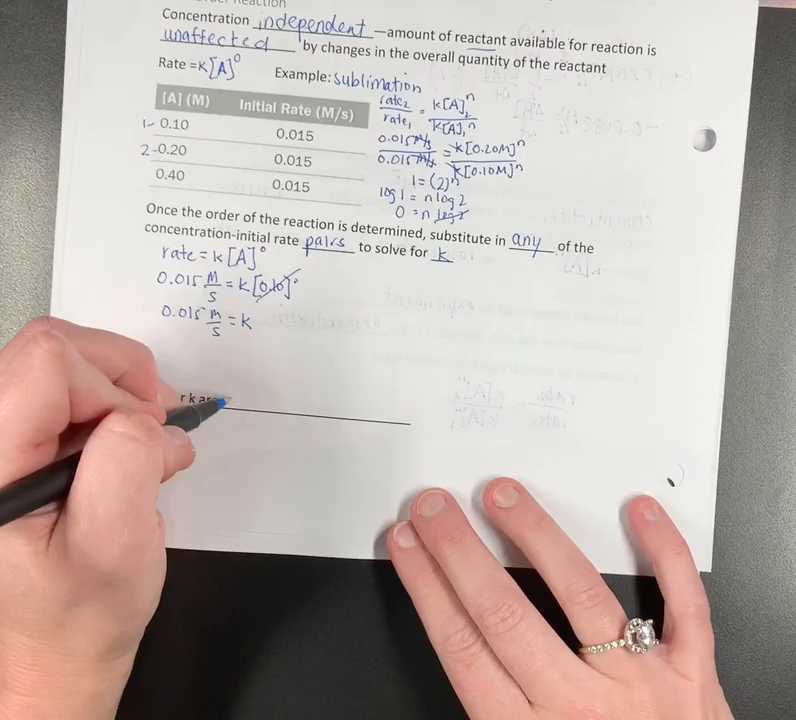 Reaction
Concentration independent —amount of reactant available for reaction is
unaffected by changes in the overall quantity of the reactant
Rate = k[A]⁰ Example: sublimation
[A] (M) Initial Rate (M/s)
1- 0.10 0.015
2- 0.20 0.015
0.40 0.015
rate₂/rate₁ = k[A]₂ⁿ/k[A]₁ⁿ
0.015 M/s / 0.015 M/s = k[0.20M]ⁿ/k[0.10M]ⁿ
1 = (2)ⁿ
log 1 = n log 2
0 = n log 2
Once the order of the reaction is determined, substitute in any of the
concentration-initial rate pairs to solve for k
rate = k [A]⁰
0.015 M/s = k [0.10]⁰
0.015 M/s = k
r k